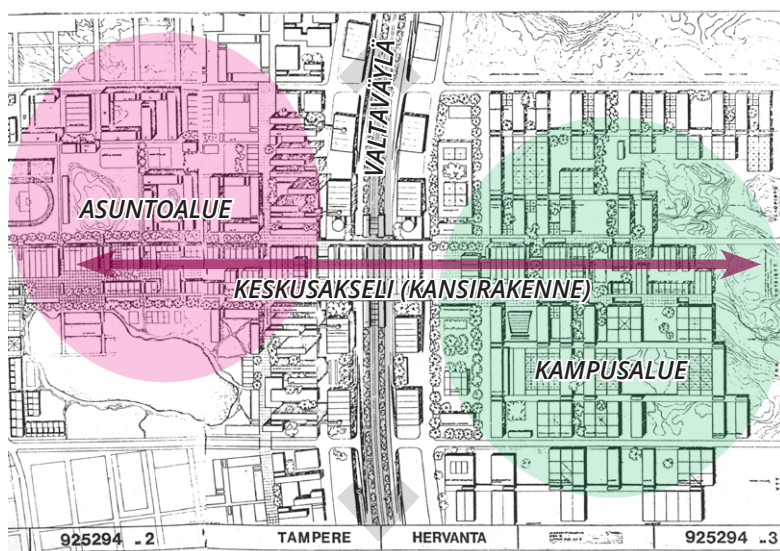 VALTAVÄYLÄ
ASUNTOALUE
KESKUSAKSELI (KANSIRAKENNE)
KAMPUSALUE
925294 - 2 TAMPERE HERVANTA 925294 - 3